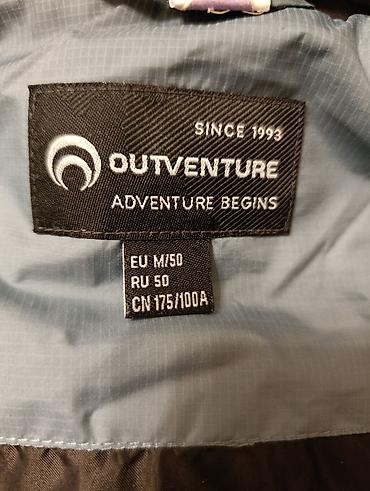 SINCE 1993
OUTVENTURE
ADVENTURE BEGINS
EU M/50
RU 50
CN 175/100A